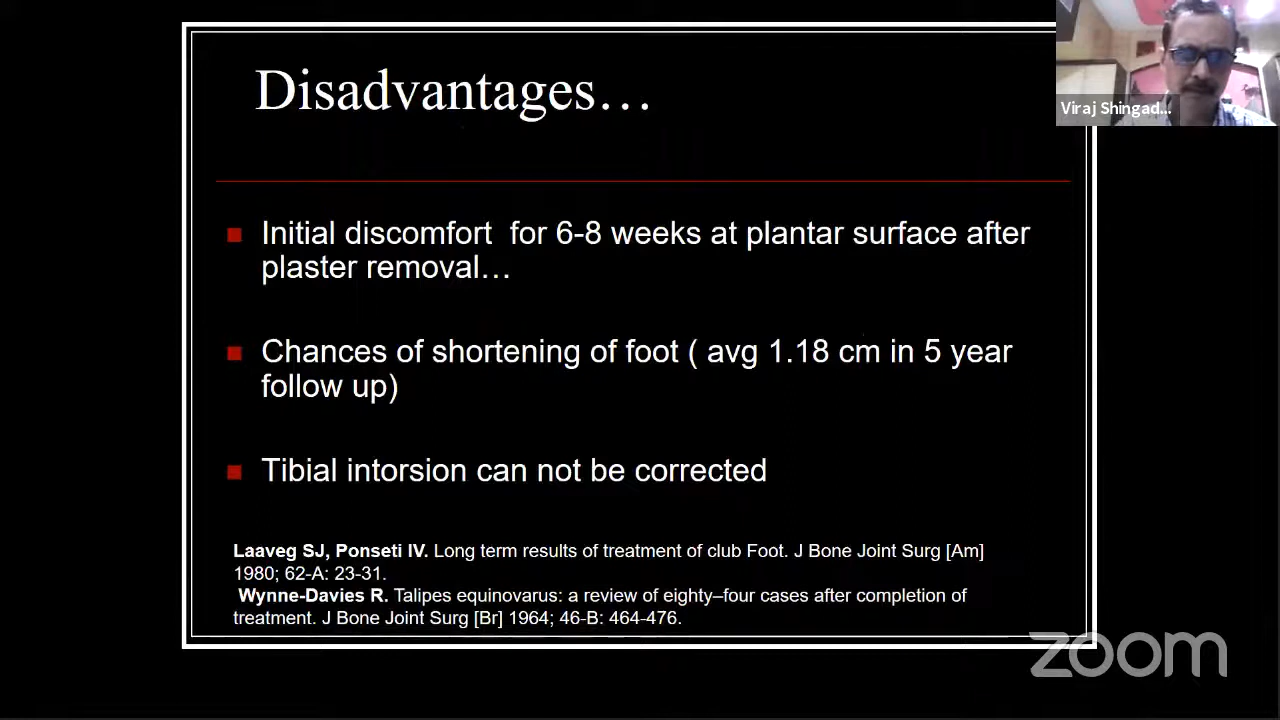 Disadvantages…
Viraj Shingad...
Initial discomfort for 6-8 weeks at plantar surface after
plaster removal…
Chances of shortening of foot ( avg 1.18 cm in 5 year
follow up)
Tibial intorsion can not be corrected
Laaveg SJ, Ponseti IV. Long term results of treatment of club Foot. J Bone Joint Surg [Am]
1980; 62-A: 23-31.
Wynne-Davies R. Talipes equinovarus: a review of eighty–four cases after completion of
treatment. J Bone Joint Surg [Br] 1964; 46-B: 464-476.
zoom